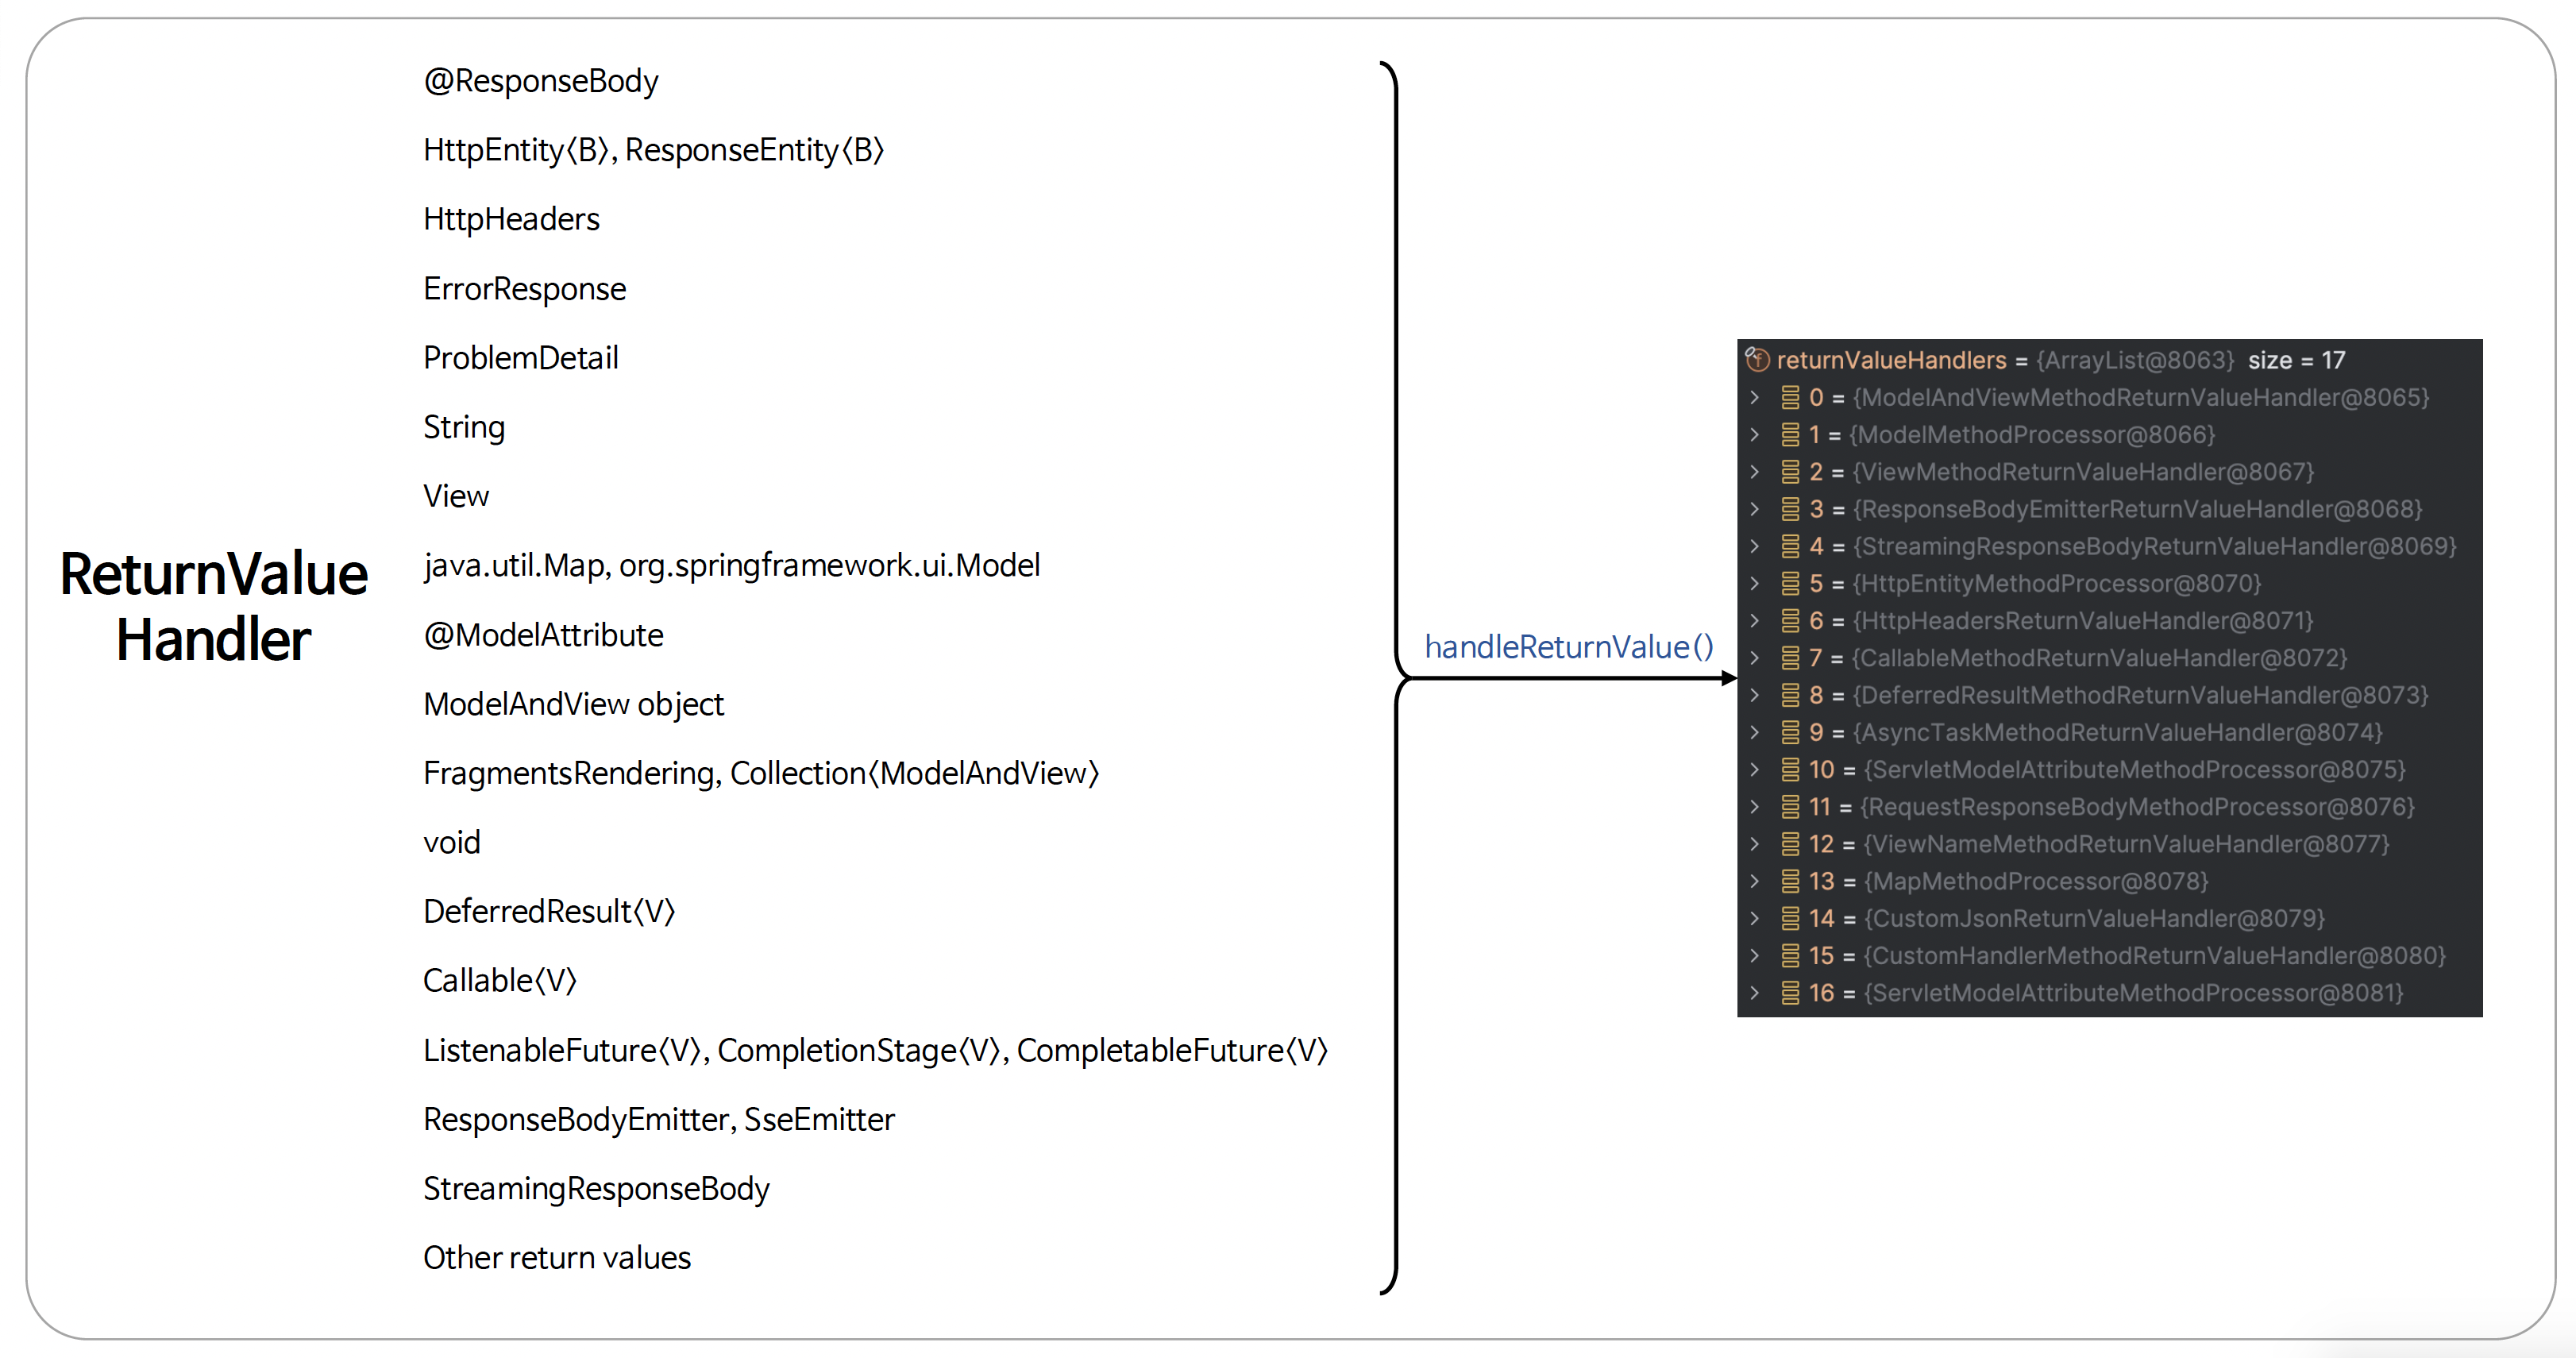 ReturnValue
Handler
@ResponseBody
HttpEntity〈B〉, ResponseEntity〈B〉
HttpHeaders
ErrorResponse
ProblemDetail
String
View
java.util.Map, org.springframework.ui.Model
@ModelAttribute
ModelAndView object
FragmentsRendering, Collection〈ModelAndView〉
void
DeferredResult〈V〉
Callable〈V〉
ListenableFuture〈V〉, CompletionStage〈V〉, CompletableFuture〈V〉
ResponseBodyEmitter, SseEmitter
StreamingResponseBody
Other return values
handleReturnValue()
returnValueHandlers = {ArrayList@8063} size = 17
0 = {ModelAndViewMethodReturnValueHandler@8065}
1 = {ModelMethodProcessor@8066}
2 = {ViewMethodReturnValueHandler@8067}
3 = {ResponseBodyEmitterReturnValueHandler@8068}
4 = {StreamingResponseBodyReturnValueHandler@8069}
5 = {HttpEntityMethodProcessor@8070}
6 = {HttpHeadersReturnValueHandler@8071}
7 = {CallableMethodReturnValueHandler@8072}
8 = {DeferredResultMethodReturnValueHandler@8073}
9 = {AsyncTaskMethodReturnValueHandler@8074}
10 = {ServletModelAttributeMethodProcessor@8075}
11 = {RequestResponseBodyMethodProcessor@8076}
12 = {ViewNameMethodReturnValueHandler@8077}
13 = {MapMethodProcessor@8078}
14 = {CustomJsonReturnValueHandler@8079}
15 = {CustomHandlerMethodReturnValueHandler@8080}
16 = {ServletModelAttributeMethodProcessor@8081}